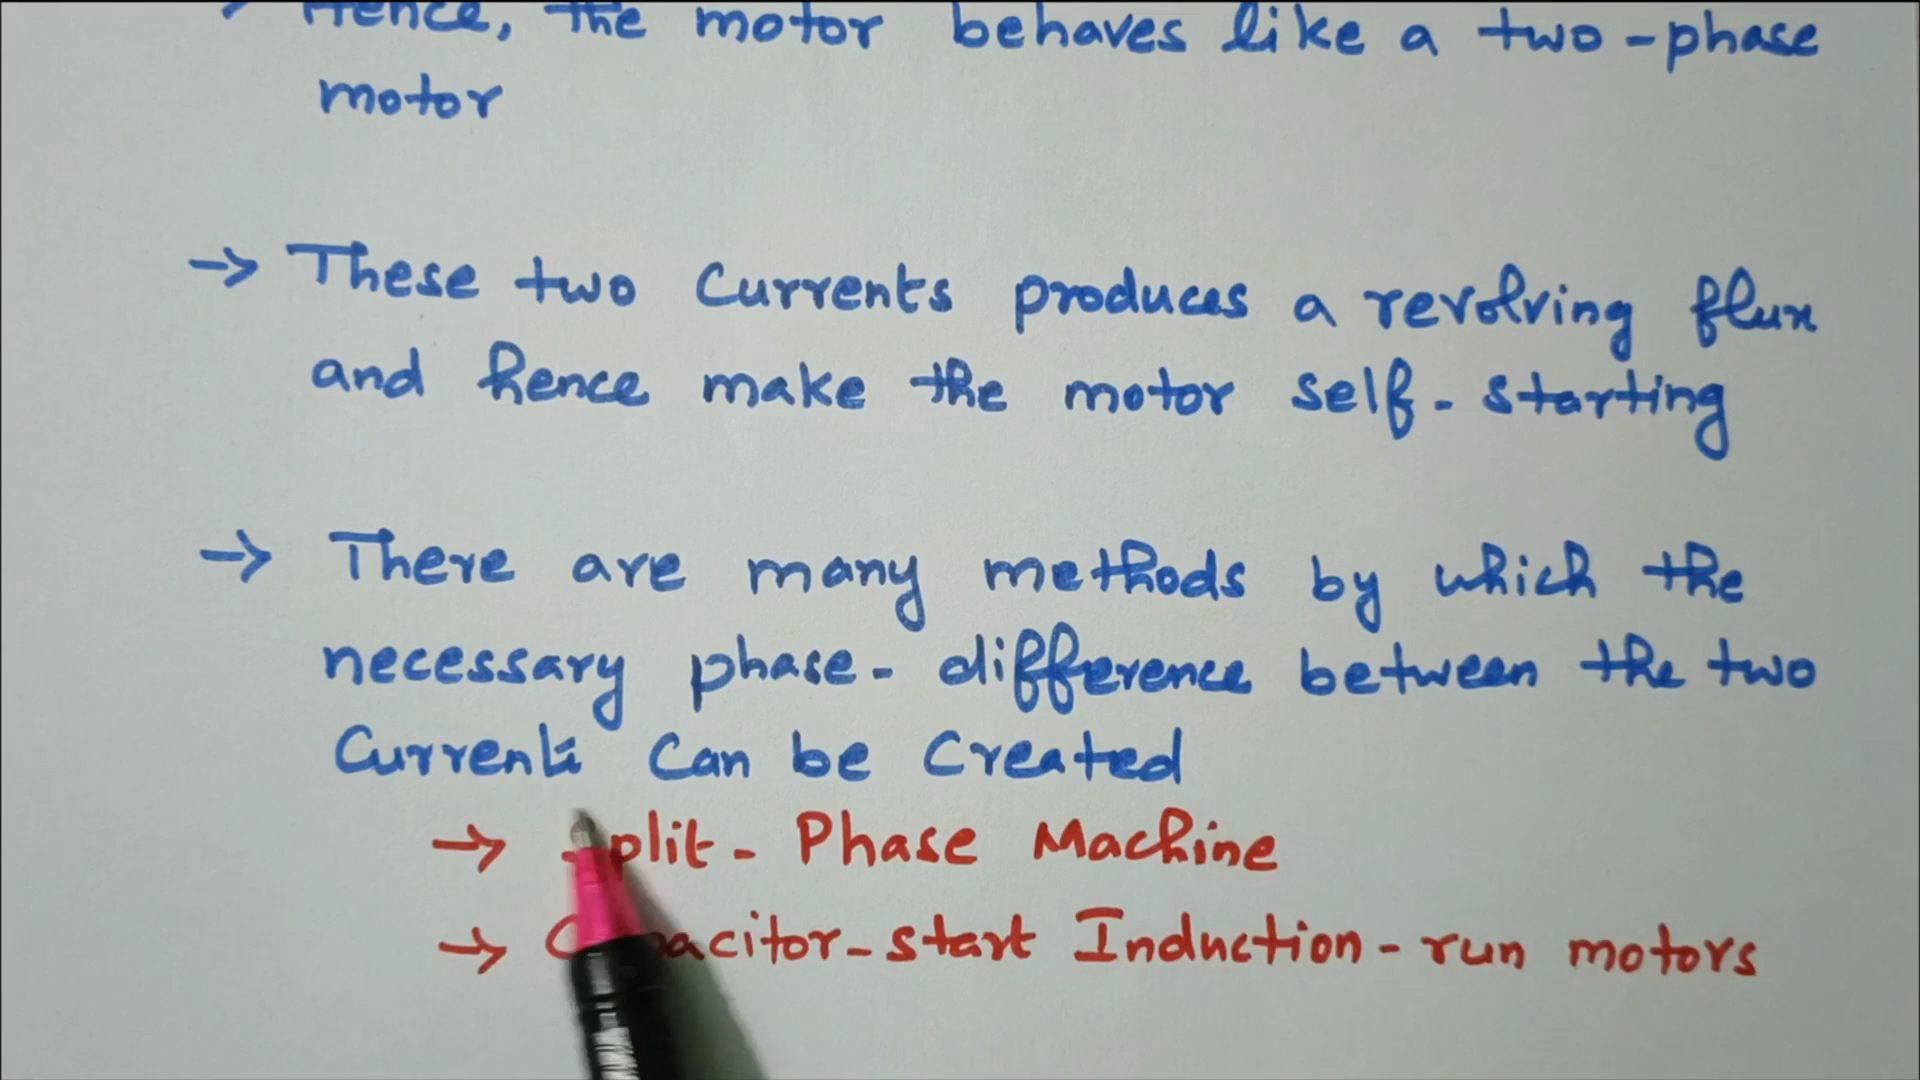 Hence, the motor behaves like a two-phase
motor
→ These two Currents produces a revolving flux
and hence make the motor self-starting
→ There are many methods by which the
necessary phase-difference between the two
Currents can be Created
→ Split-Phase Machine
→ Capacitor-start Induction-run motors